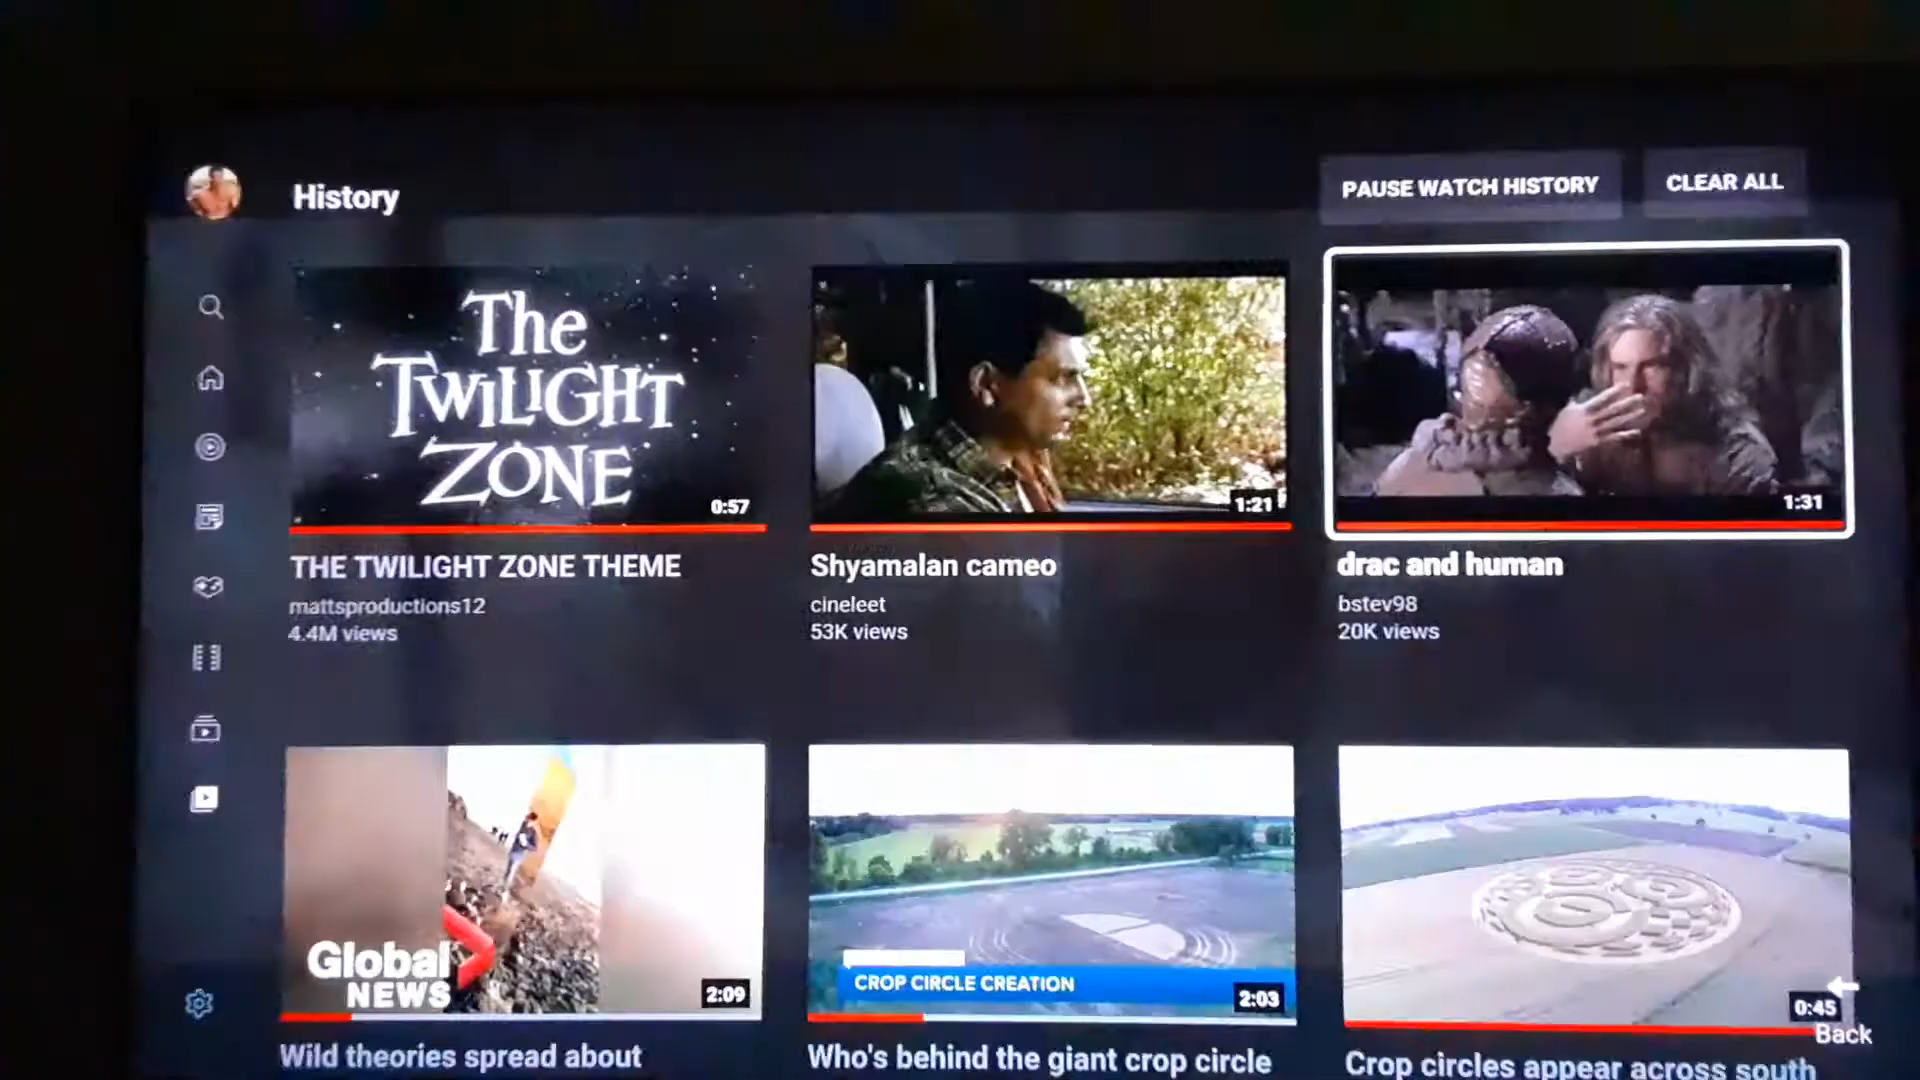 History
PAUSE WATCH HISTORY
CLEAR ALL
The
TWILIGHT
ZONE
0:57
1:21
1:31
THE TWILIGHT ZONE THEME
mattsproductions12
4.4M views
Shyamalan cameo
cineleet
53K views
drac and human
bstev98
20K views
Global
NEWS
2:09
CROP CIRCLE CREATION
2:03
0:45
Back
Wild theories spread about
Who's behind the giant crop circle
Crop circles appear across south